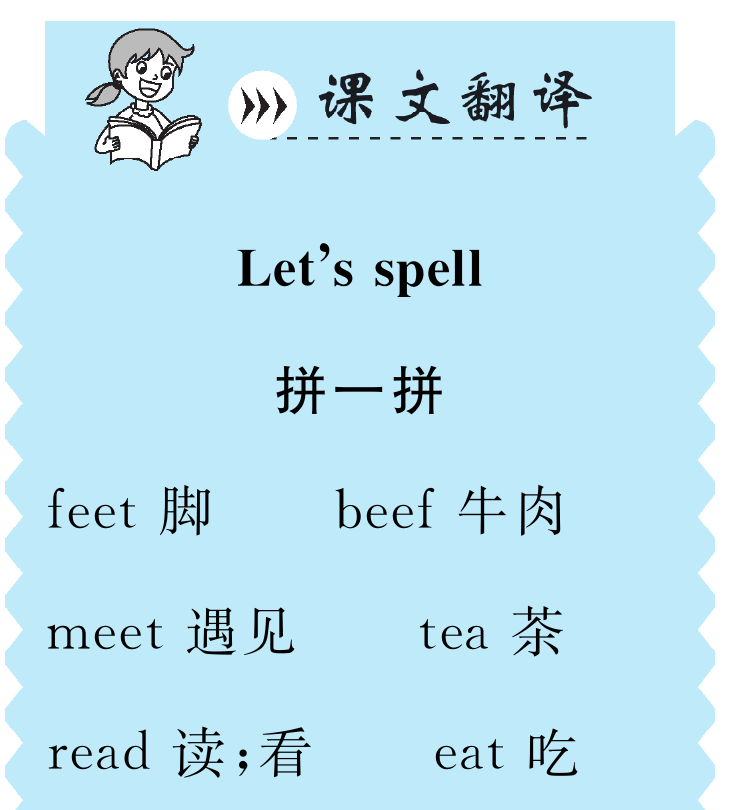 课文翻译
Let's spell
拼一拼
feet 脚 beef 牛肉
meet 遇见 tea 茶
read 读;看 eat 吃